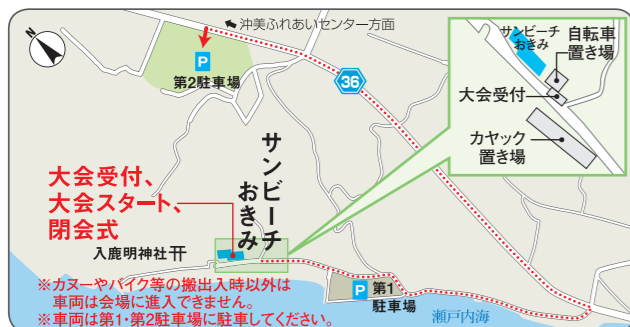 沖美ふれあいセンター方面
P
第2駐車場
36
サンビーチ
おきみ
自転車
置き場
大会受付
カヤック
置き場
サンビーチ
おきみ
大会受付、
大会スタート、
閉会式
入鹿明神社
P 第1
駐車場
瀬戸内海
※カヌーやバイク等の搬出入時以外は
車両は会場に進入できません。
※車両は第1・第2駐車場に駐車してください。
N